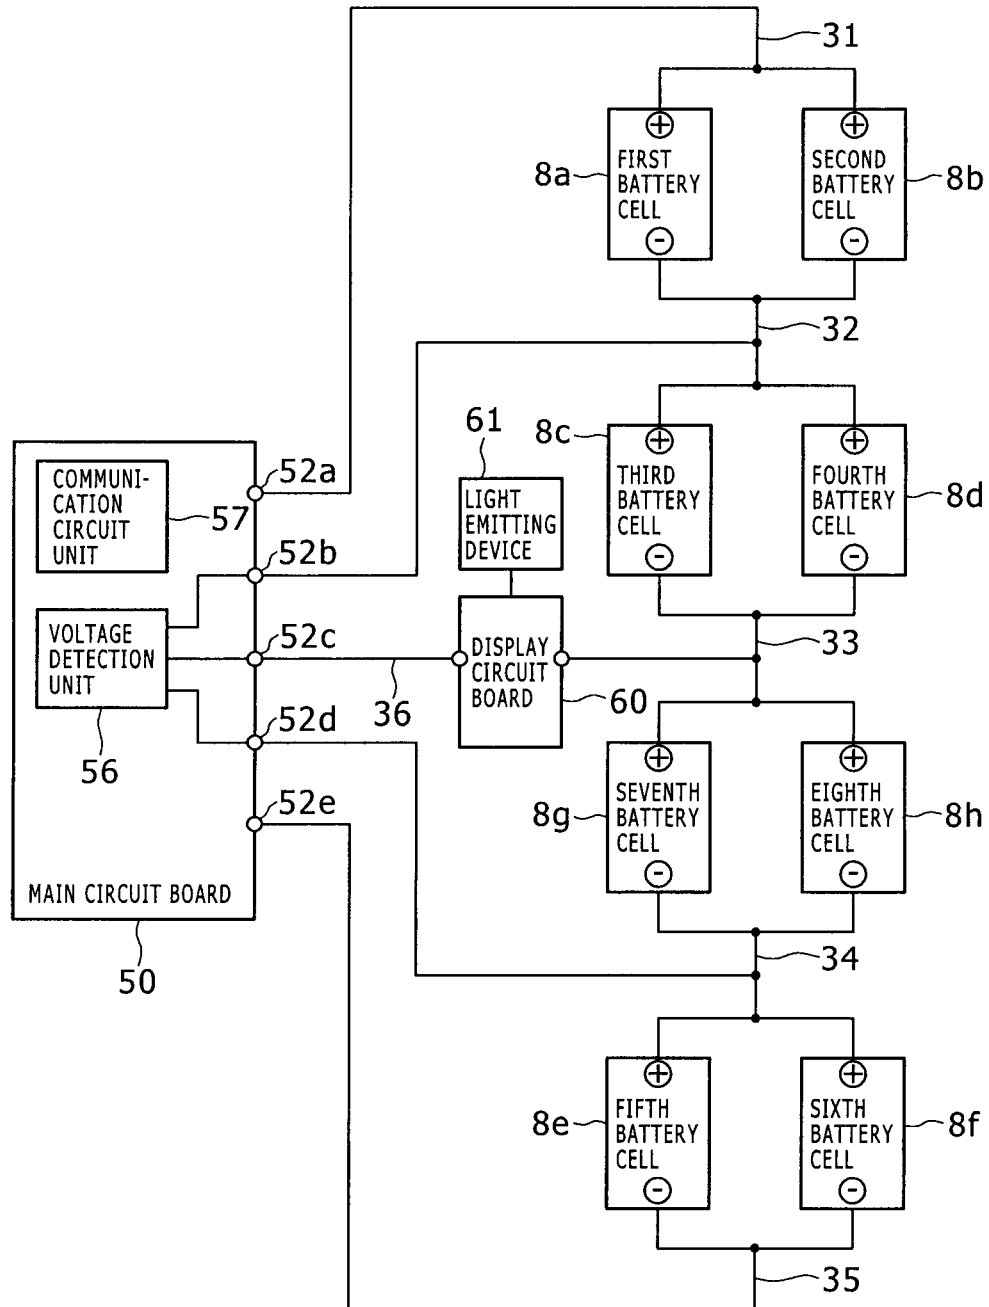 31
FIRST
BATTERY
CELL
8a
SECOND
BATTERY
CELL
8b
32
61
LIGHT
EMITTING
DEVICE
8c
THIRD
BATTERY
CELL
FOURTH
BATTERY
CELL
8d
COMMUNI-
CATION
CIRCUIT
UNIT
57
52a
52b
VOLTAGE
DETECTION
UNIT
56
52c
36
DISPLAY
CIRCUIT
BOARD
60
33
52d
52e
8g
SEVENTH
BATTERY
CELL
EIGHTH
BATTERY
CELL
8h
MAIN CIRCUIT BOARD
50
34
8e
FIFTH
BATTERY
CELL
SIXTH
BATTERY
CELL
8f
35